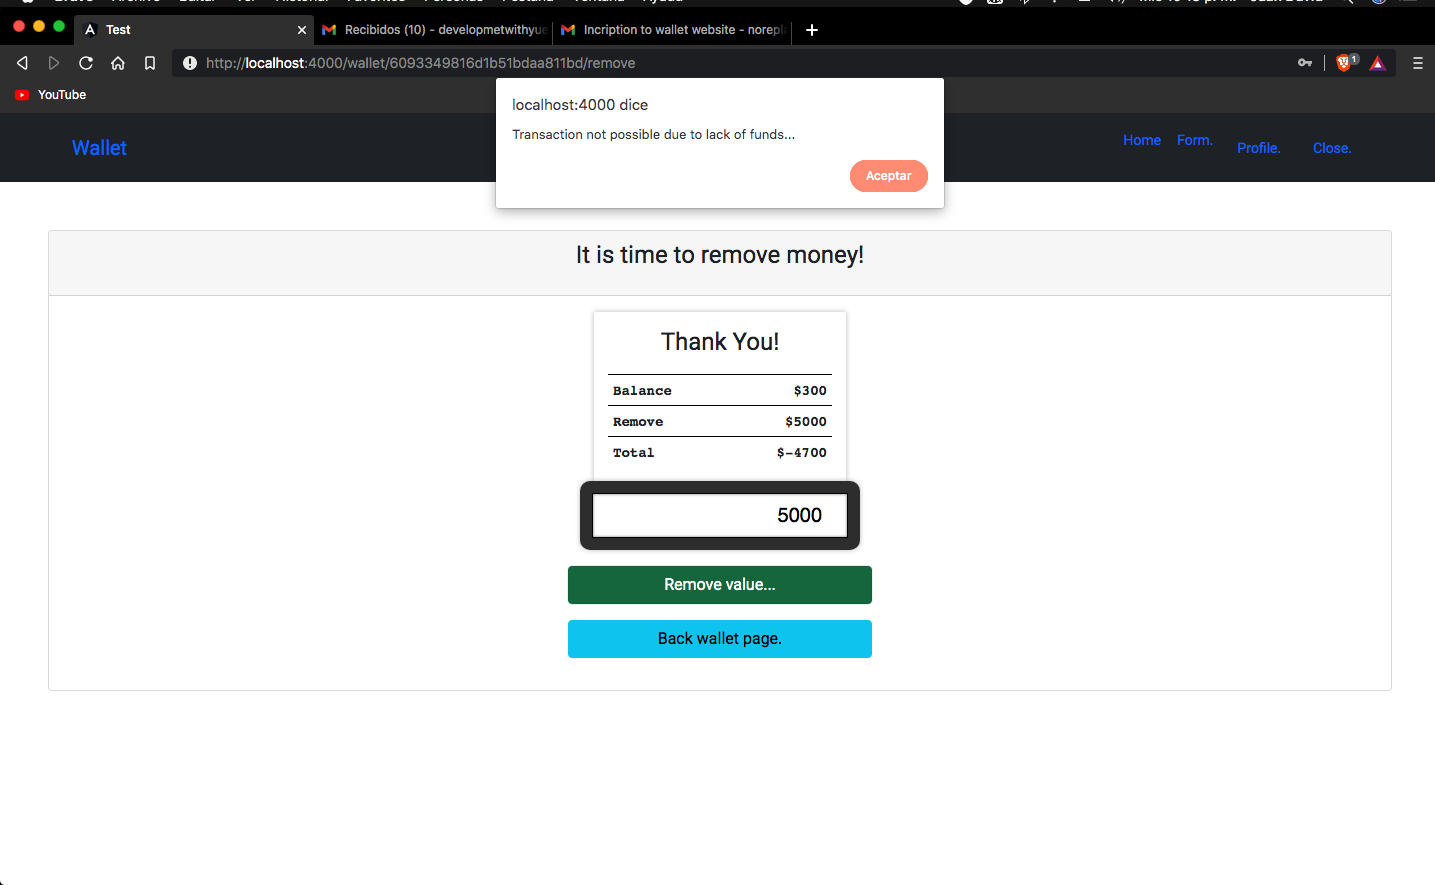 Test
Recibidos (10) - developmetwithyue
Incription to wallet website - norepl
http://localhost:4000/wallet/6093349816d1b51bdaa811bd/remove
1
YouTube
localhost:4000 dice
Transaction not possible due to lack of funds...
Aceptar
Wallet
Home Form. Profile. Close.
It is time to remove money!
Thank You!
Balance $300
Remove $5000
Total $-4700
5000
Remove value...
Back wallet page.